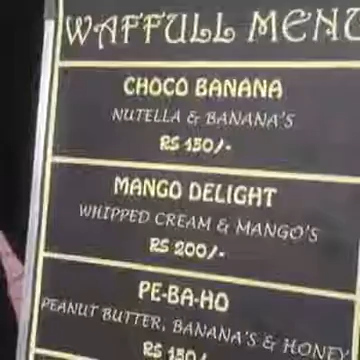 WAFFULL MENU
CHOCO BANANA
NUTELLA & BANANA'S
RS 150/-
MANGO DELIGHT
WHIPPED CREAM & MANGO'S
RS 200/-
PE-BA-HO
PEANUT BUTTER, BANANA'S & HONEY
RS 150/